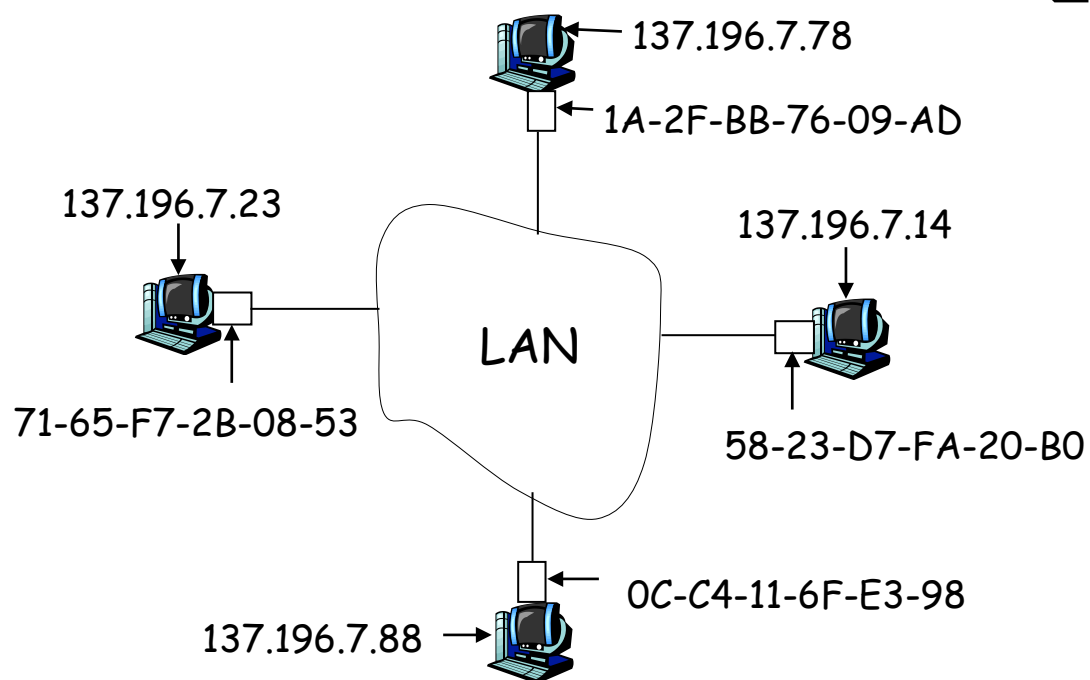 137.196.7.78
1A-2F-BB-76-09-AD
137.196.7.23
137.196.7.14
LAN
71-65-F7-2B-08-53
58-23-D7-FA-20-B0
0C-C4-11-6F-E3-98
137.196.7.88